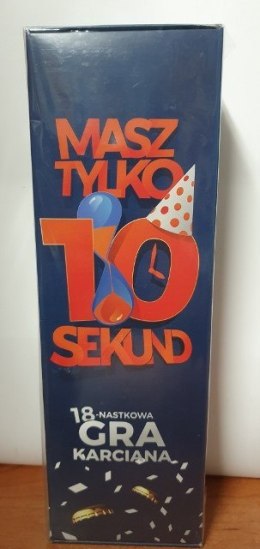 MASZ
TYLKO
10
SEKUND
18-NASTKOWA
GRA
KARCIANA